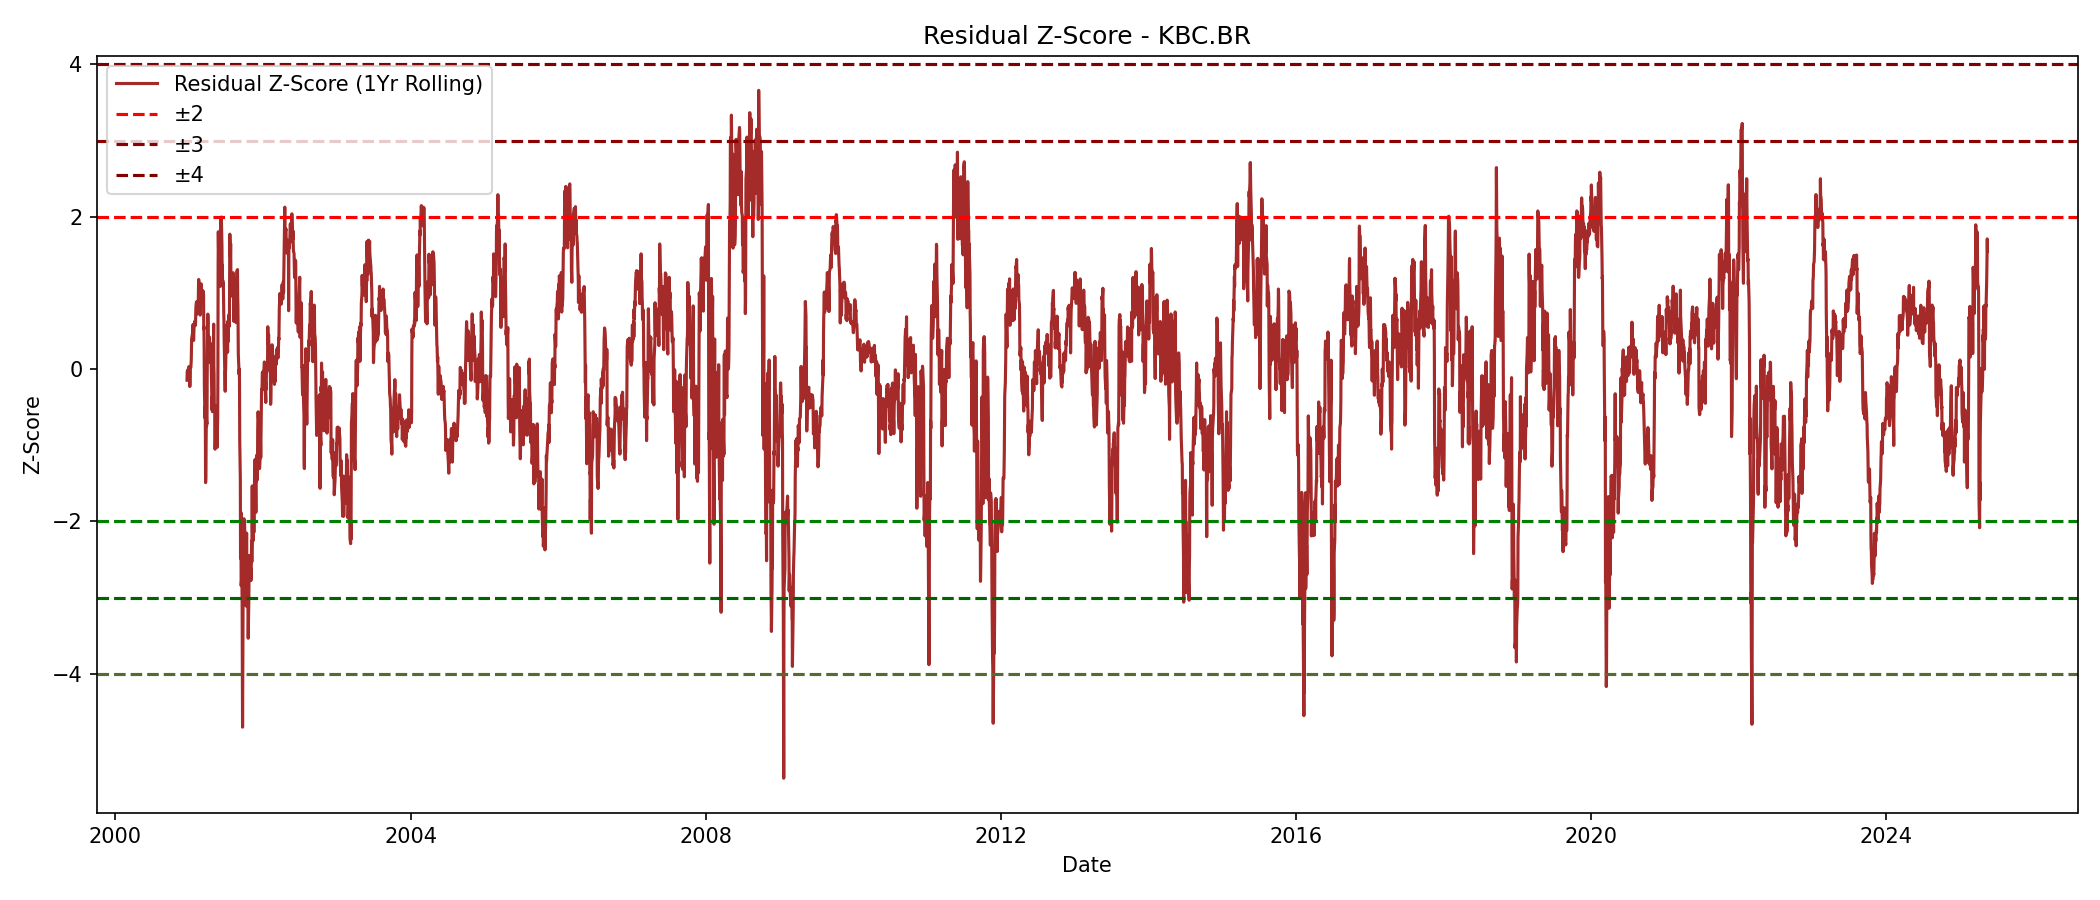 Residual Z-Score - KBC.BR
Residual Z-Score (1Yr Rolling)
±2
±3
±4
4
2
0
−2
−4
Z-Score
2000 2004 2008 2012 2016 2020 2024
Date